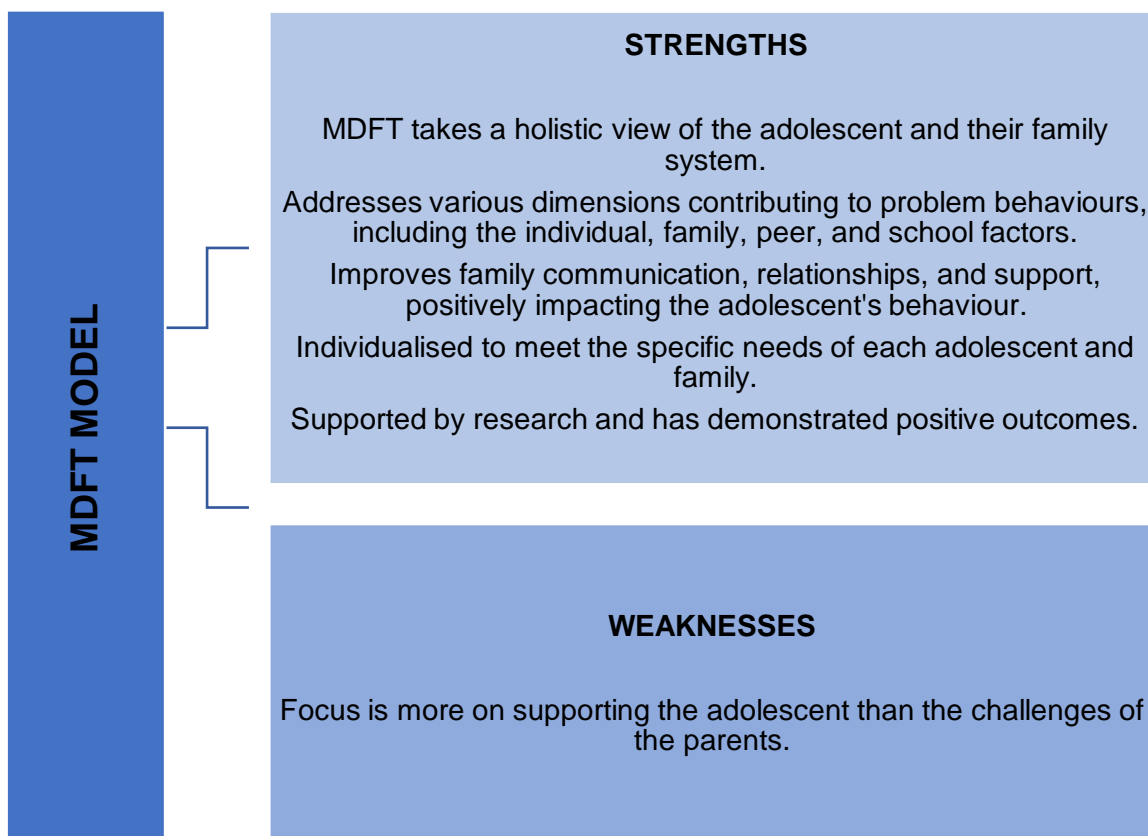 MDFT MODEL
STRENGTHS
MDFT takes a holistic view of the adolescent and their family
system.
Addresses various dimensions contributing to problem behaviours,
including the individual, family, peer, and school factors.
Improves family communication, relationships, and support,
positively impacting the adolescent's behaviour.
Individualised to meet the specific needs of each adolescent and
family.
Supported by research and has demonstrated positive outcomes.
WEAKNESSES
Focus is more on supporting the adolescent than the challenges of
the parents.